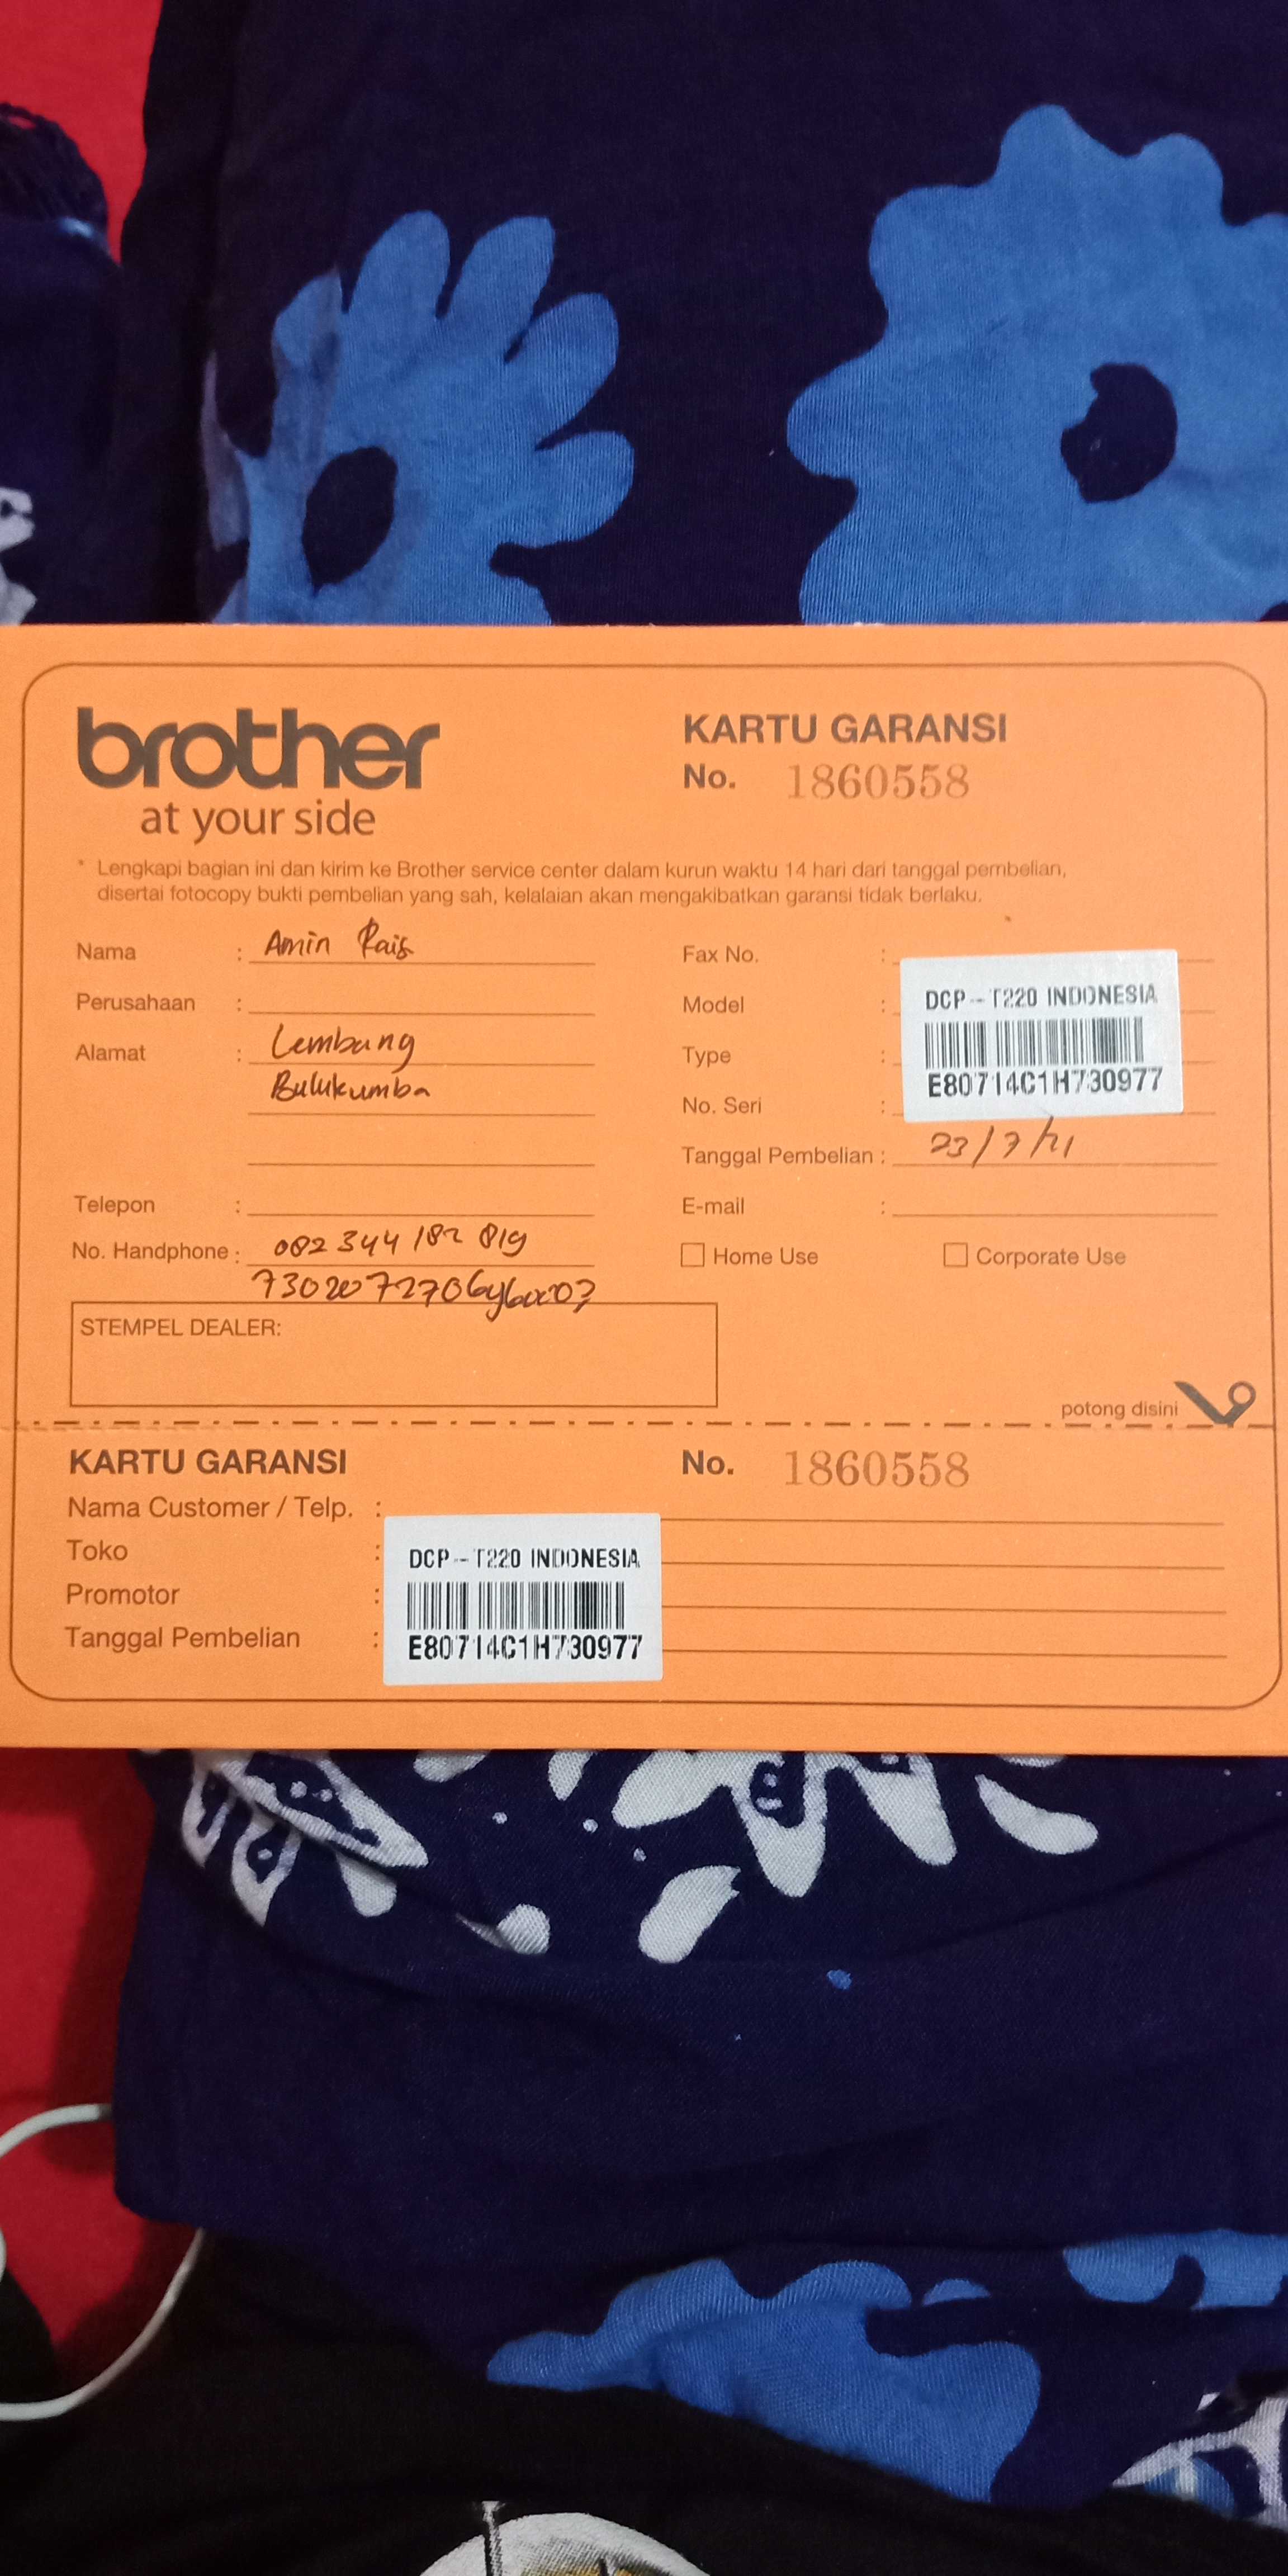 brother
at your side
KARTU GARANSI
No. 1860558
* Lengkapi bagian ini dan kirim ke Brother service center dalam kurun waktu 14 hari dari tanggal pembelian,
disertai fotocopy bukti pembelian yang sah, kelalaian akan mengakibatkan garansi tidak berlaku.
Nama : Amin Rais
Perusahaan :
Alamat : Lembang
Bulukumba
Telepon :
No. Handphone : 082 344 182 819
Fax No. :
Model :
Type :
No. Seri :
DCP-T220 INDONESIA
E80714C1H730977
Tanggal Pembelian : 23/7/21
E-mail :
Home Use
Corporate Use
STEMPEL DEALER:
potong disini
KARTU GARANSI
No. 1860558
Nama Customer / Telp. :
Toko :
Promotor :
Tanggal Pembelian :
DCP-T220 INDONESIA
E80714C1H730977